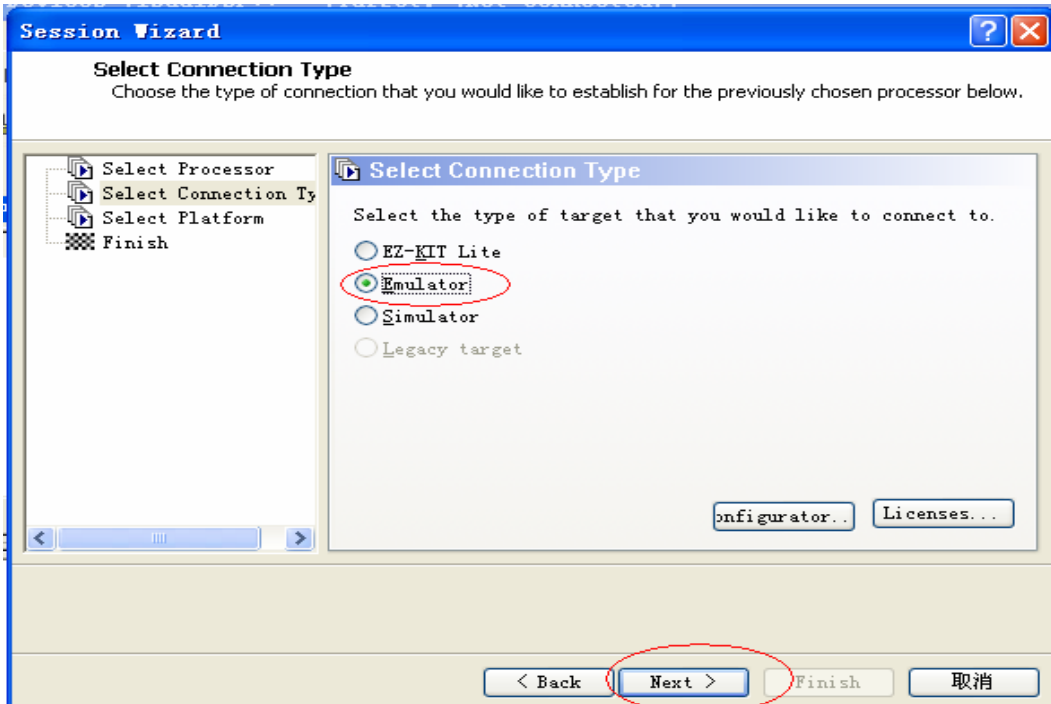 Session Wizard
Select Connection Type
Choose the type of connection that you would like to establish for the previously chosen processor below.
Select Processor
Select Connection Ty
Select Platform
Finish
Select Connection Type
Select the type of target that you would like to connect to.
EZ-KIT Lite
Emulator
Simulator
Legacy target
onfigurator..
Licenses...
< Back
Next >
Finish
取消